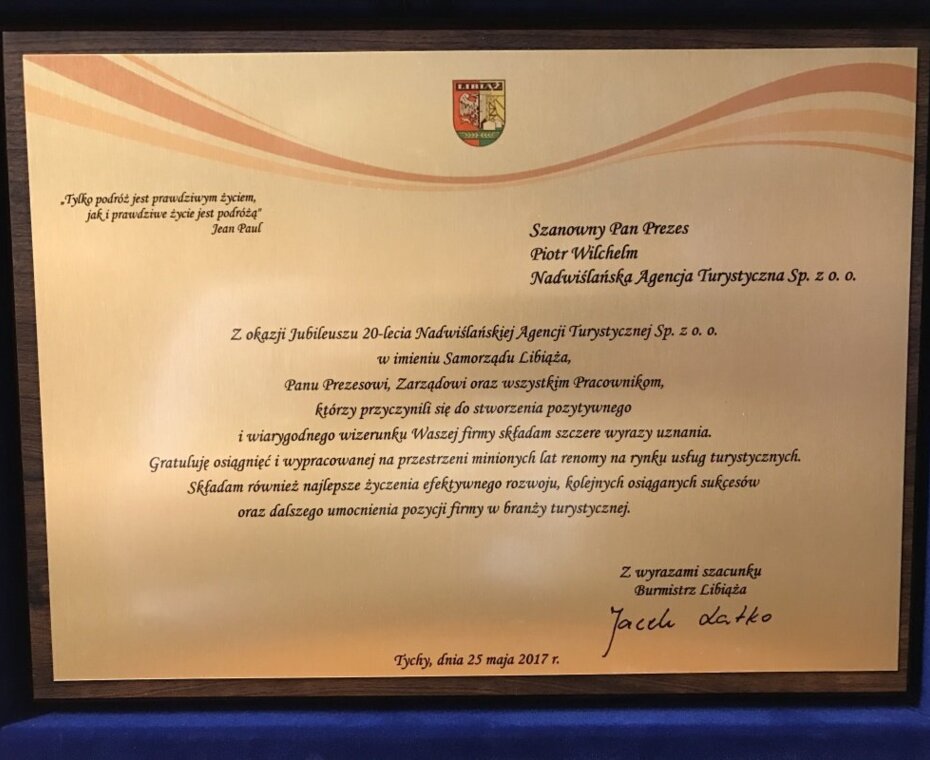 LIBIĄŻ
„Tylko podróż jest prawdziwym życiem,
jak i prawdziwe życie jest podróżą"
Jean Paul
Szanowny Pan Prezes
Piotr Wilchelm
Nadwiślańska Agencja Turystyczna Sp. z o. o.
Z okazji Jubileuszu 20-lecia Nadwiślańskiej Agencji Turystycznej Sp. z o. o.
w imieniu Samorządu Libiąża,
Panu Prezesowi, Zarządowi oraz wszystkim Pracownikom,
którzy przyczynili się do stworzenia pozytywnego
i wiarygodnego wizerunku Waszej firmy składam szczere wyrazy uznania.
Gratuluję osiągnięć i wypracowanej na przestrzeni minionych lat renomy na rynku usług turystycznych.
Składam również najlepsze życzenia efektywnego rozwoju, kolejnych osiąganych sukcesów
oraz dalszego umocnienia pozycji firmy w branży turystycznej.
Z wyrazami szacunku
Burmistrz Libiąża
Jacek Latko
Tychy, dnia 25 maja 2017 r.